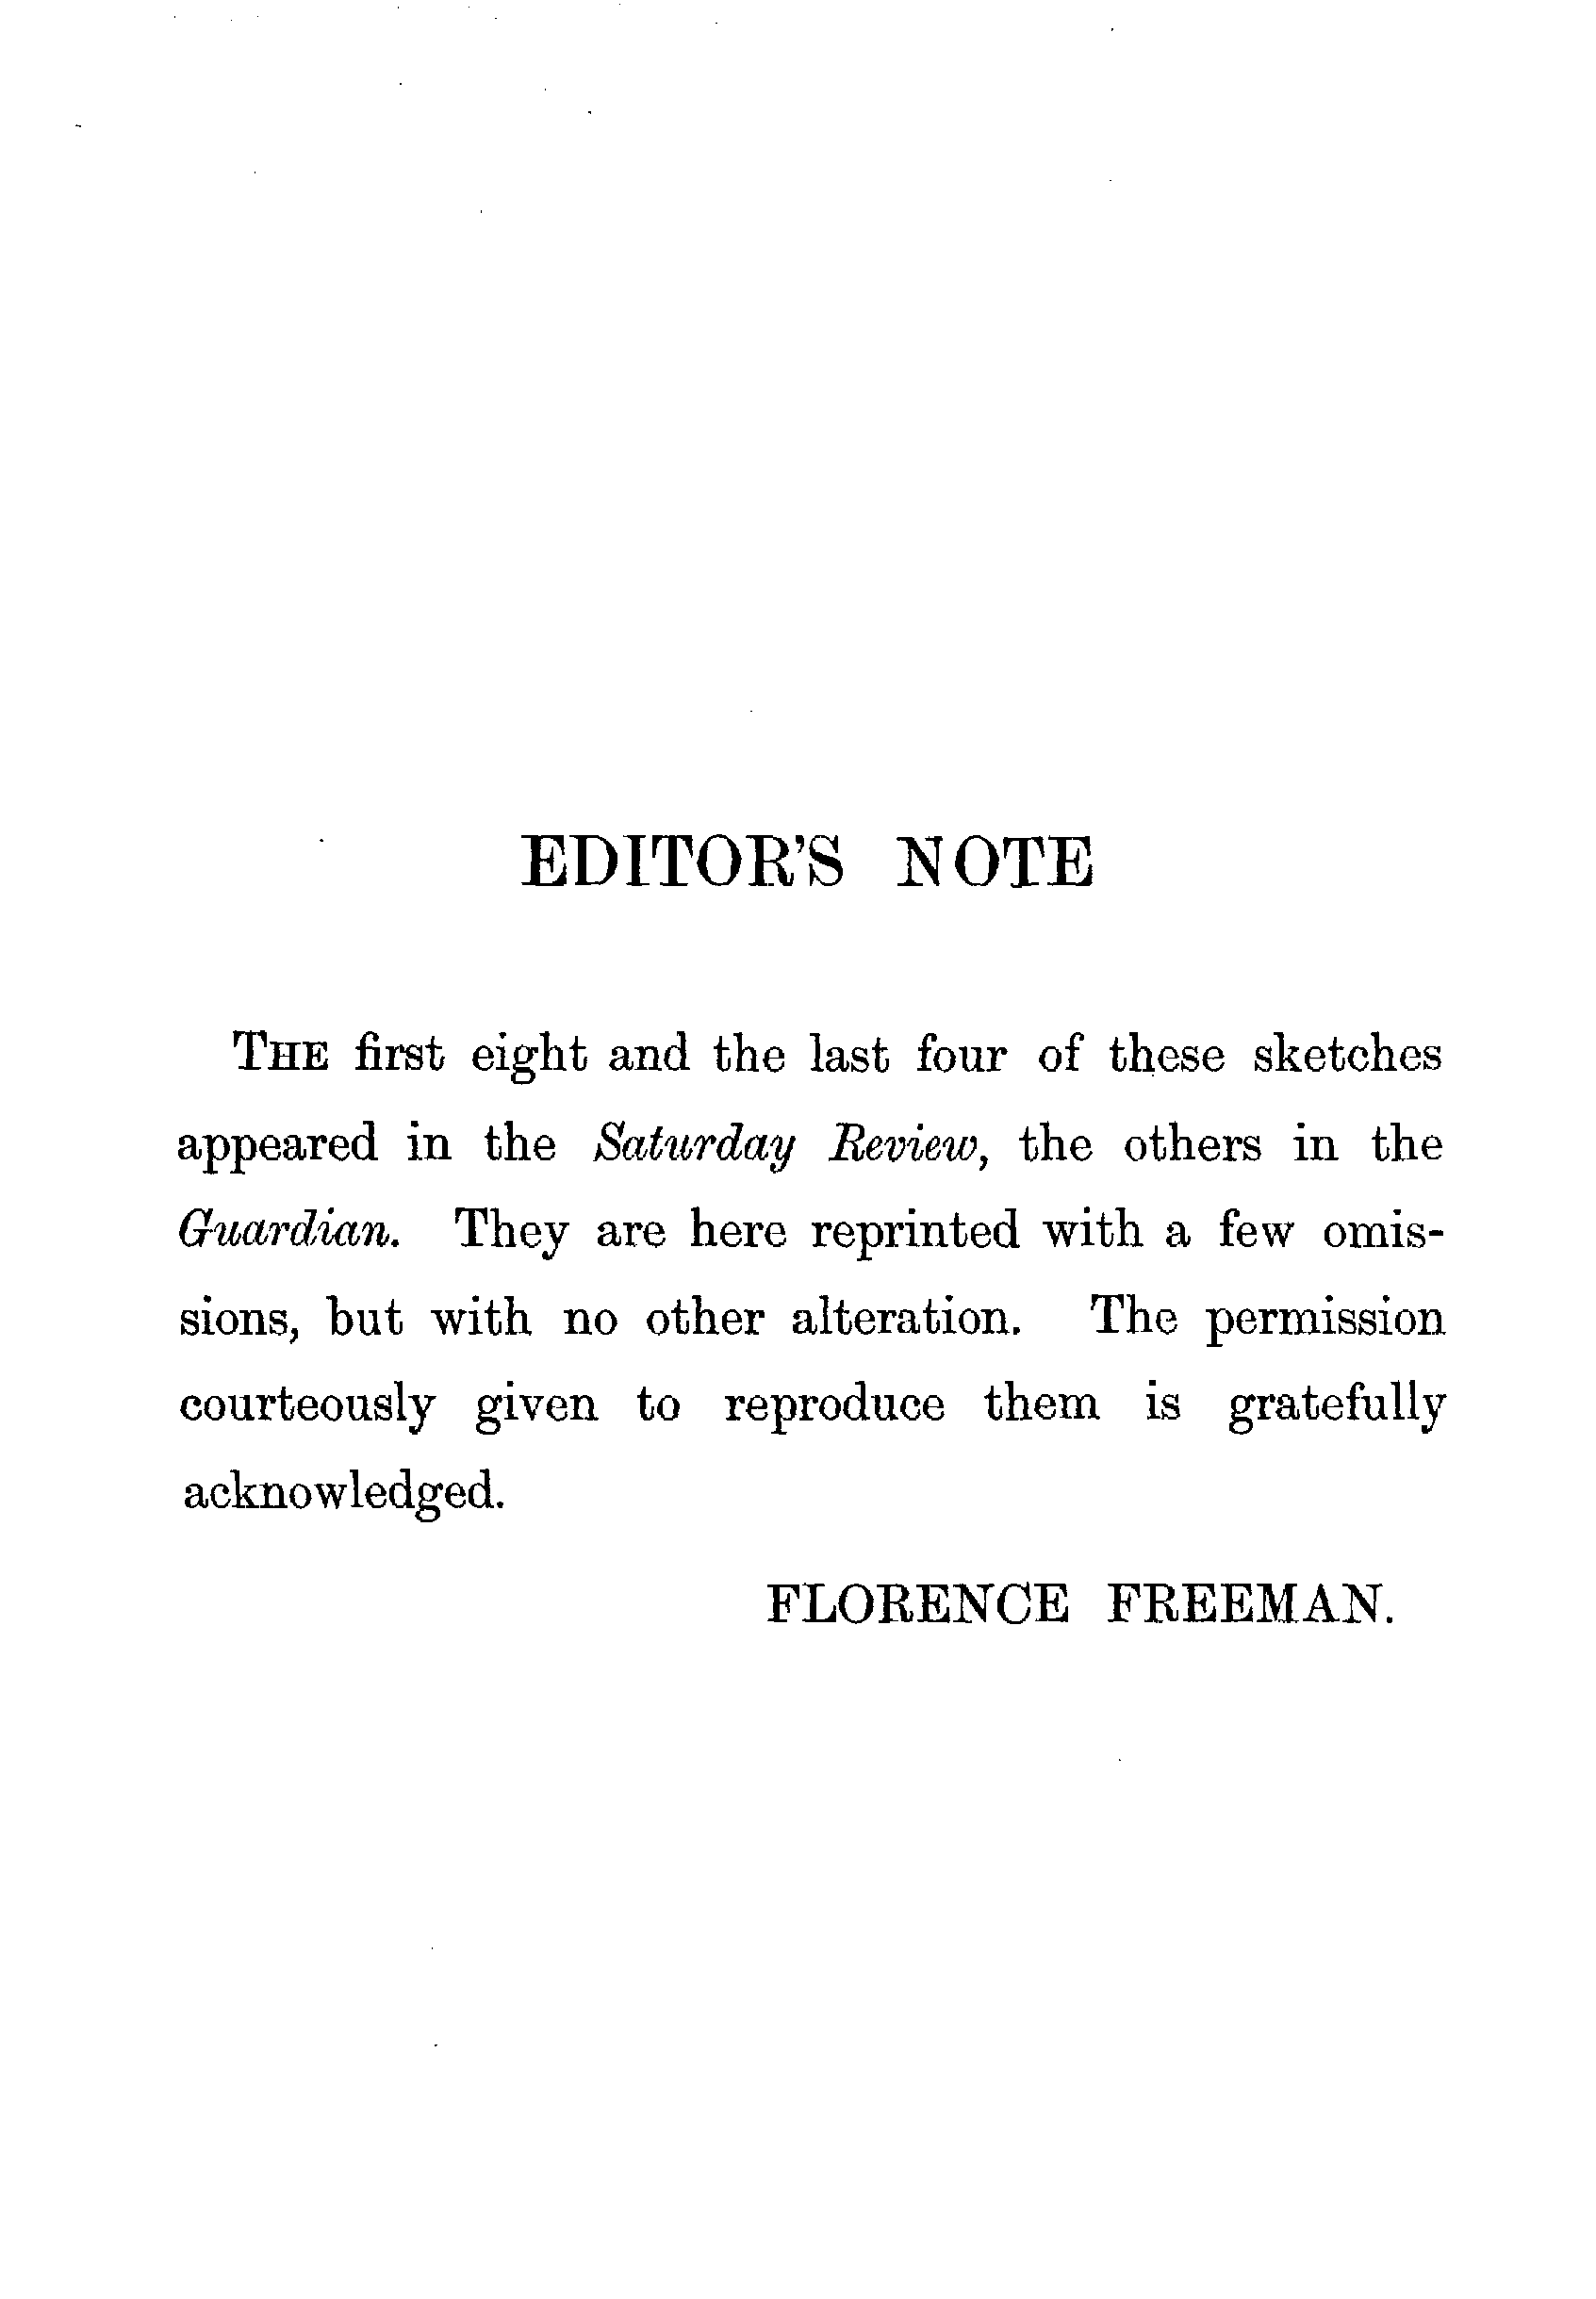 EDITOR'S NOTE
THE first eight and the last four of these sketches
appeared in the Saturday Review, the others in the
Guardian. They are here reprinted with a few omis-
sions, but with no other alteration. The permission
courteously given to reproduce them is gratefully
acknowledged.
FLORENCE FREEMAN.